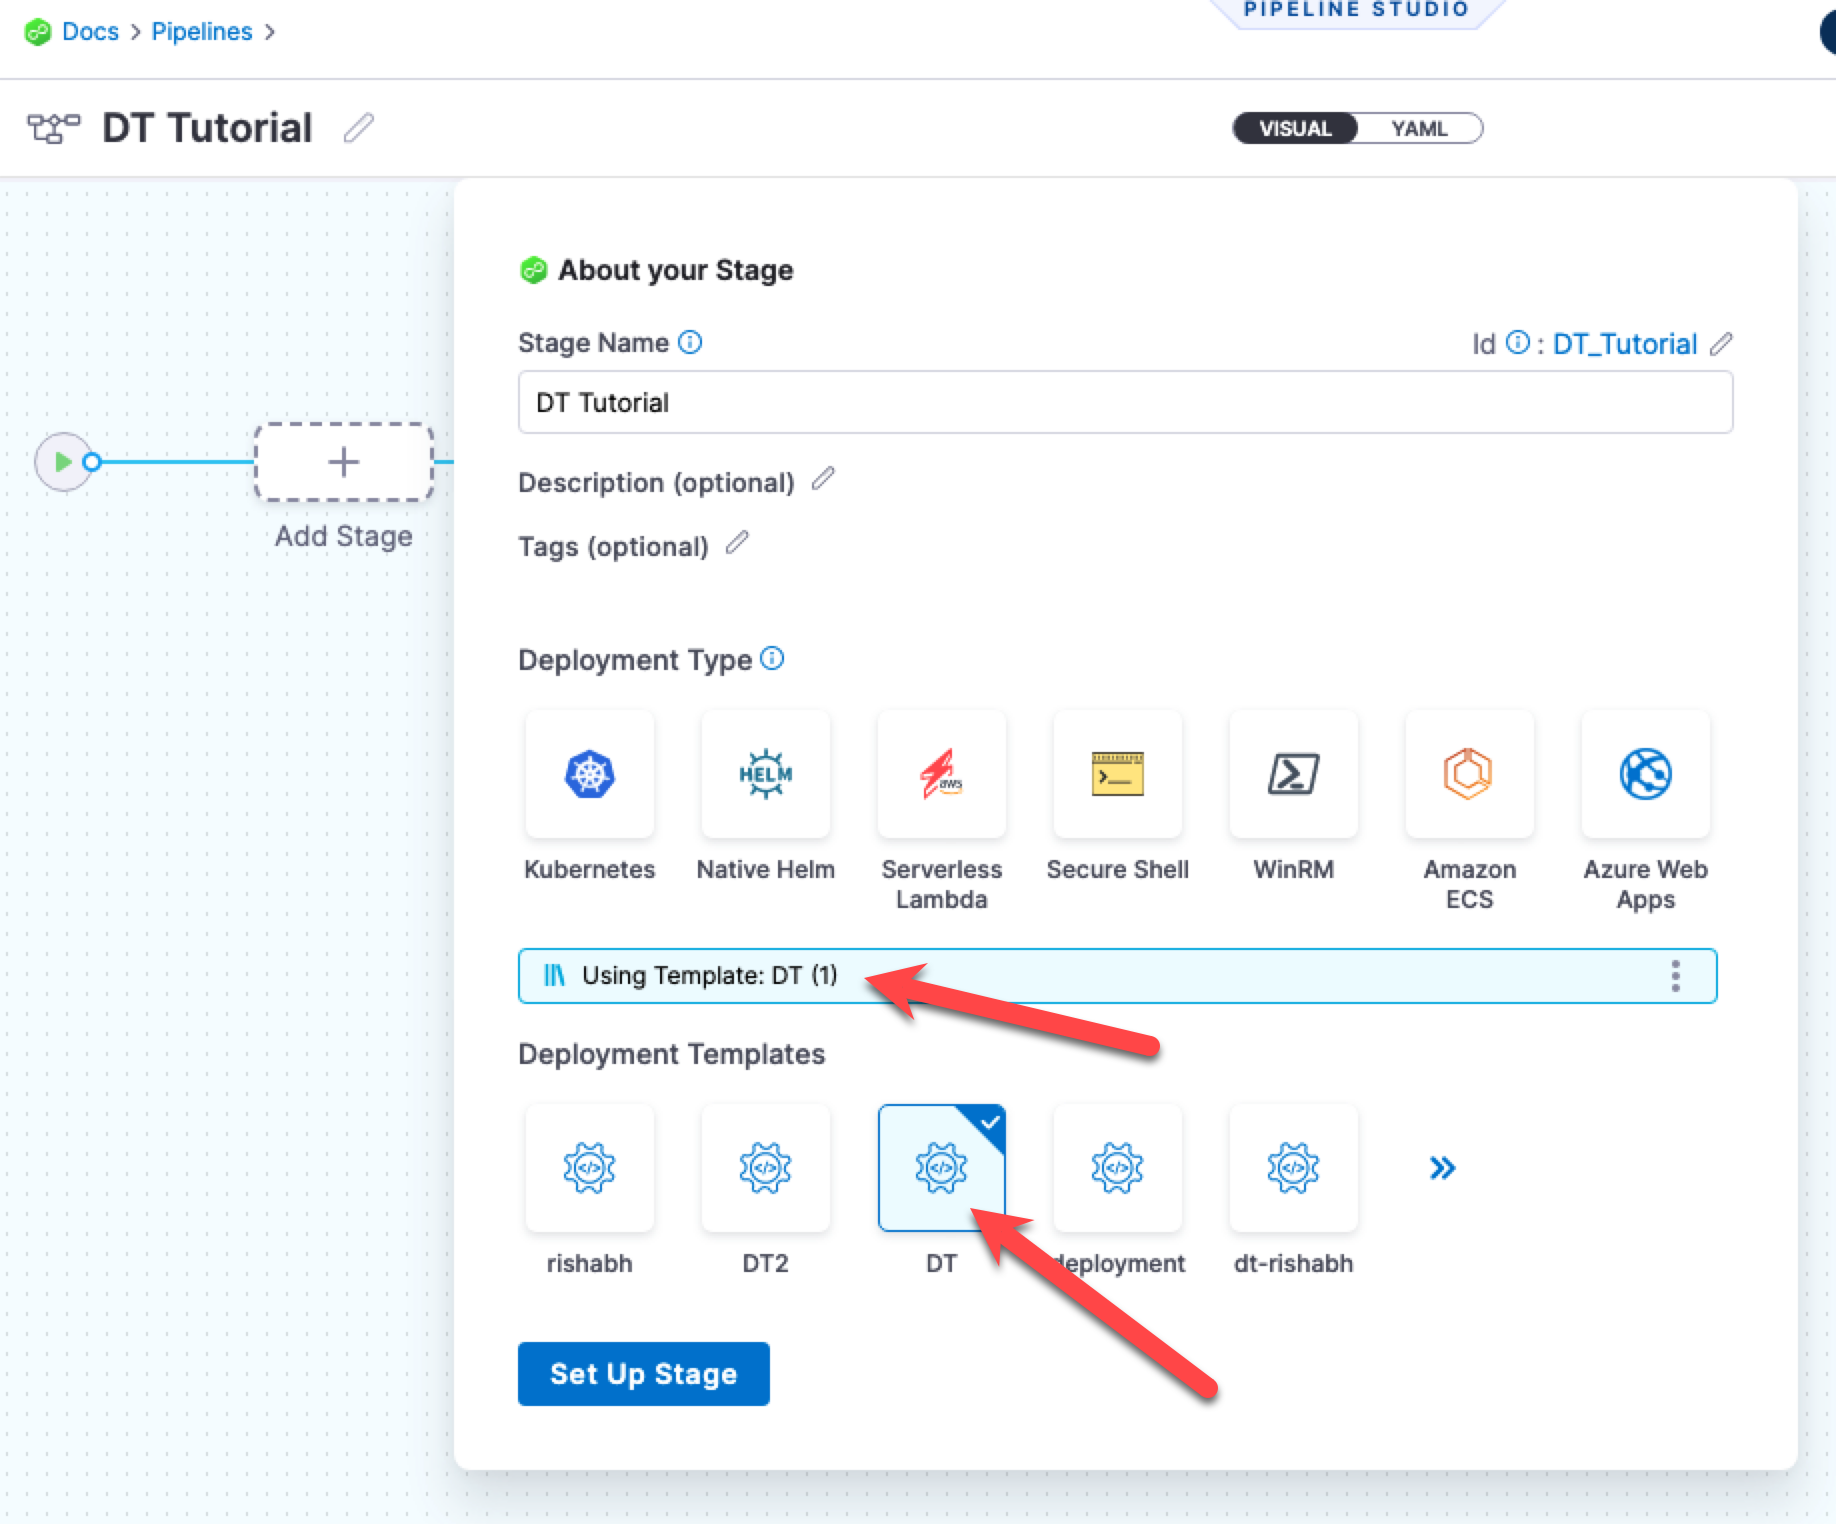 PIPELINE STUDIO
Docs > Pipelines >
DT Tutorial
VISUAL YAML
About your Stage
Stage Name
Id : DT_Tutorial
DT Tutorial
Description (optional)
Tags (optional)
Add Stage
Deployment Type
HELM
aws
Kubernetes
Native Helm
Serverless
Lambda
Secure Shell
WinRM
Amazon
ECS
Azure Web
Apps
Using Template: DT (1)
Deployment Templates
rishabh
DT2
DT
deployment
dt-rishabh
Set Up Stage